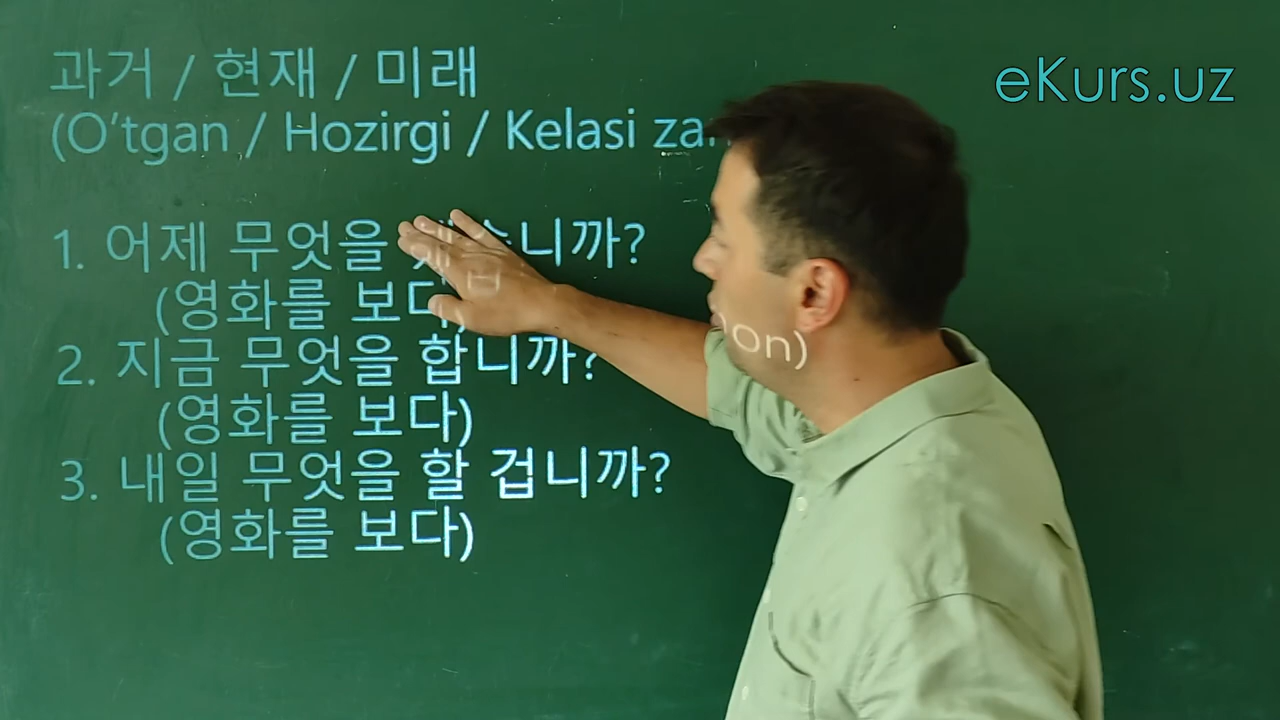 eKurs.uz
과거 / 현재 / 미래
(O‘tgan / Hozirgi / Kelasi
1. 어제 무엇을
(영화를 보다)
2. 지금 무엇을 합니까?
(영화를 보다)
3. 내일 무엇을 할 겁니까?
(영화를 보다)